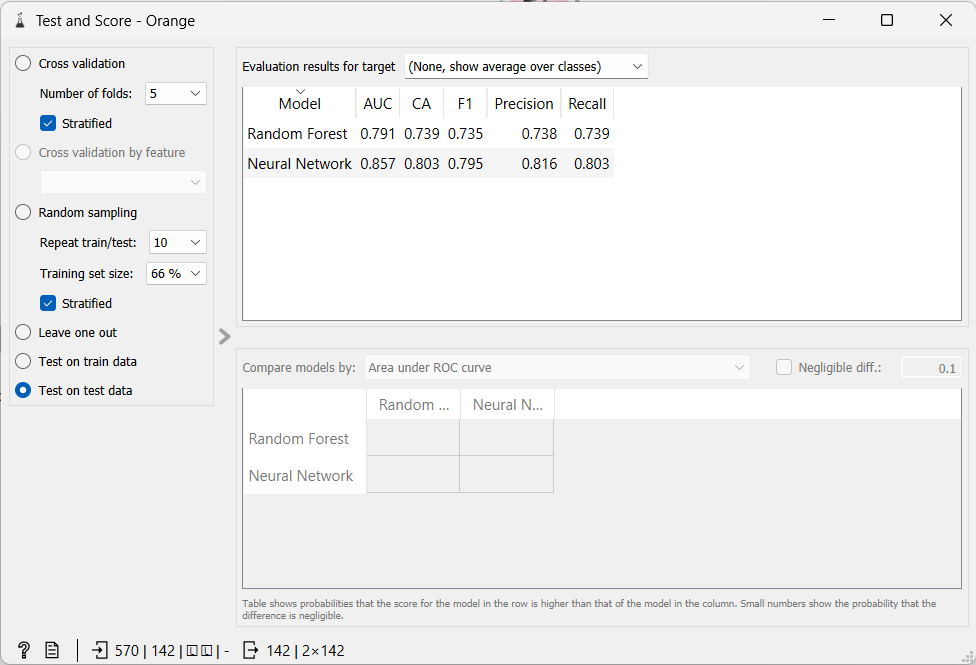 Test and Score - Orange
Cross validation
Number of folds: 5
Stratified
Cross validation by feature
Random sampling
Repeat train/test: 10
Training set size: 66 %
Stratified
Leave one out
Test on train data
Test on test data
Evaluation results for target (None, show average over classes)
Model AUC CA F1 Precision Recall
Random Forest 0.791 0.739 0.735 0.738 0.739
Neural Network 0.857 0.803 0.795 0.816 0.803
Compare models by: Area under ROC curve Negligible diff.: 0.1
Random ... Neural N...
Random Forest
Neural Network
Table shows probabilities that the score for the model in the row is higher than that of the model in the column. Small numbers show the probability that the
difference is negligible.
? 570 | 142 | | - 142 | 2×142